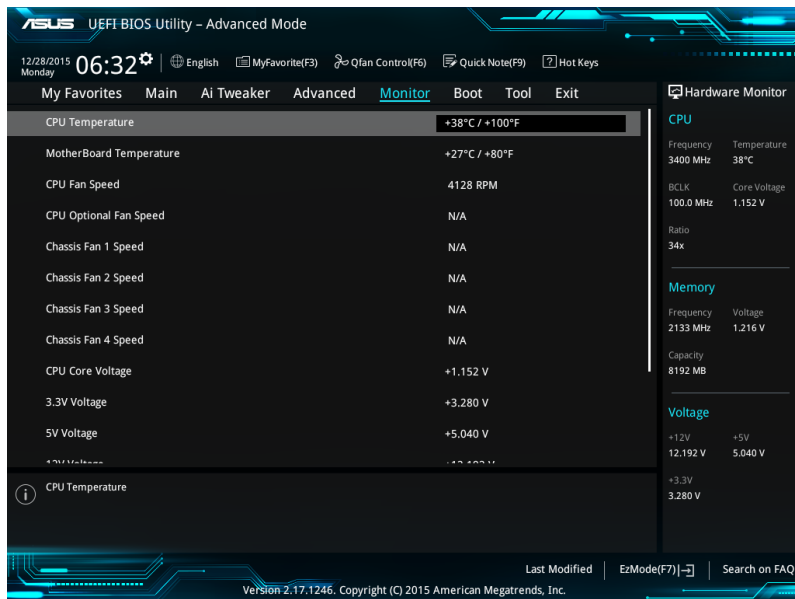 ASUS UEFI BIOS Utility – Advanced Mode
12/28/2015 Monday 06:32 English MyFavorite(F3) Qfan Control(F6) Quick Note(F9) ? Hot Keys
My Favorites Main Ai Tweaker Advanced Monitor Boot Tool Exit
CPU Temperature +38°C / +100°F
MotherBoard Temperature +27°C / +80°F
CPU Fan Speed 4128 RPM
CPU Optional Fan Speed N/A
Chassis Fan 1 Speed N/A
Chassis Fan 2 Speed N/A
Chassis Fan 3 Speed N/A
Chassis Fan 4 Speed N/A
CPU Core Voltage +1.152 V
3.3V Voltage +3.280 V
5V Voltage +5.040 V
12V Voltage +12.192 V
CPU Temperature
Hardware Monitor
CPU
Frequency Temperature
3400 MHz 38°C
BCLK Core Voltage
100.0 MHz 1.152 V
Ratio
34x
Memory
Frequency Voltage
2133 MHz 1.216 V
Capacity
8192 MB
Voltage
+12V +5V
12.192 V 5.040 V
+3.3V
3.280 V
Last Modified EzMode(F7) Search on FAQ
Version 2.17.1246. Copyright (C) 2015 American Megatrends, Inc.